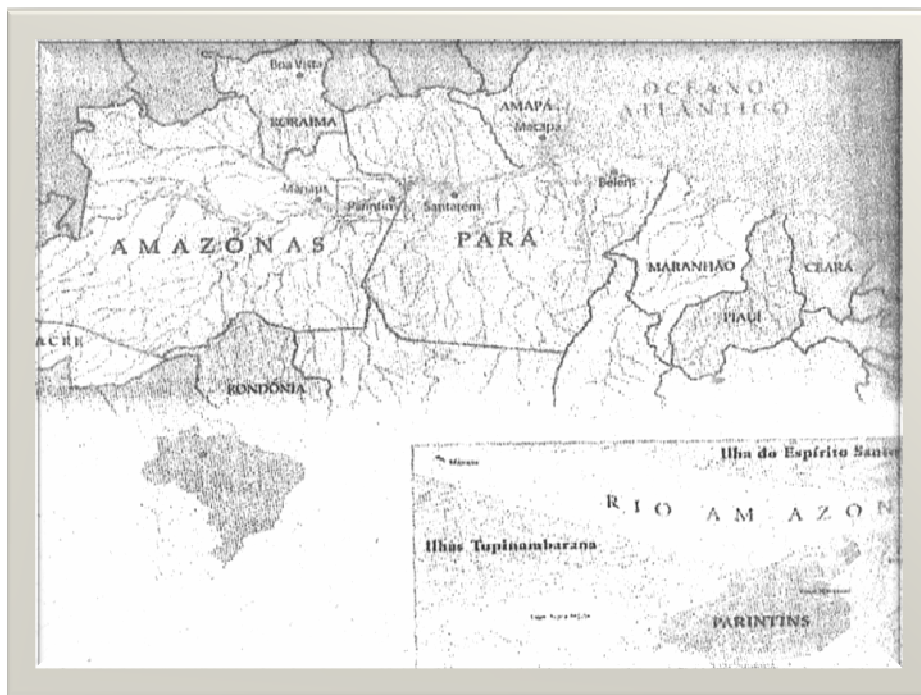 Boa Vista
OCEANO
ATLÂNTICO
AMAPÁ
Macapá
RORAIMA
Manaus
Parintins
Santarém
Belém
AMAZONAS
PARÁ
MARANHÃO
CEARÁ
PIAUÍ
ACRE
RONDÔNIA
Ilha do Espírito Santo
RIO AMAZON
Ilhas Tupinambarana
PARINTINS